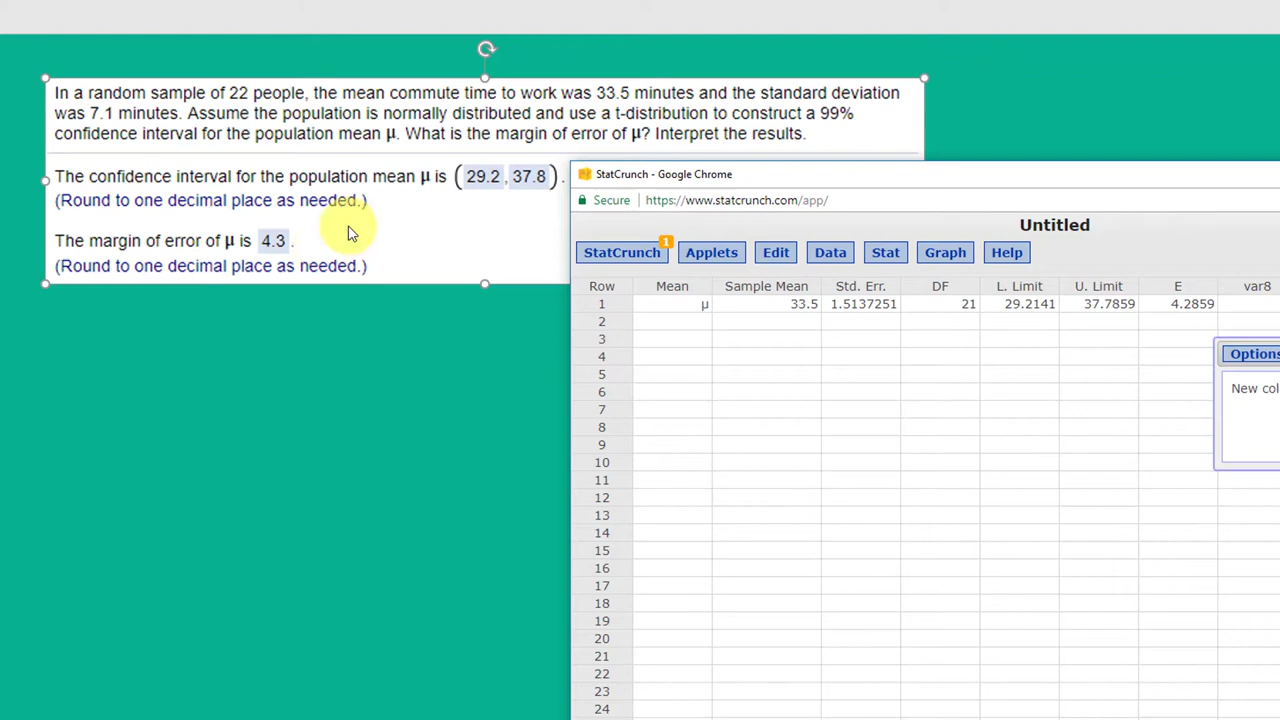 In a random sample of 22 people, the mean commute time to work was 33.5 minutes and the standard deviation
was 7.1 minutes. Assume the population is normally distributed and use a t-distribution to construct a 99%
confidence interval for the population mean μ. What is the margin of error of μ? Interpret the results.
The confidence interval for the population mean μ is ( 29.2 , 37.8 ) .
(Round to one decimal place as needed.)
The margin of error of μ is 4.3 .
(Round to one decimal place as needed.)
StatCrunch - Google Chrome
Secure https://www.statcrunch.com/app/
Untitled
StatCrunch 1 Applets Edit Data Stat Graph Help
Row Mean Sample Mean Std. Err. DF L. Limit U. Limit E var8
1 μ 33.5 1.5137251 21 29.2141 37.7859 4.2859
2
3
4
5
6
7
8
9
10
11
12
13
14
15
16
17
18
19
20
21
22
23
24
Options
New col